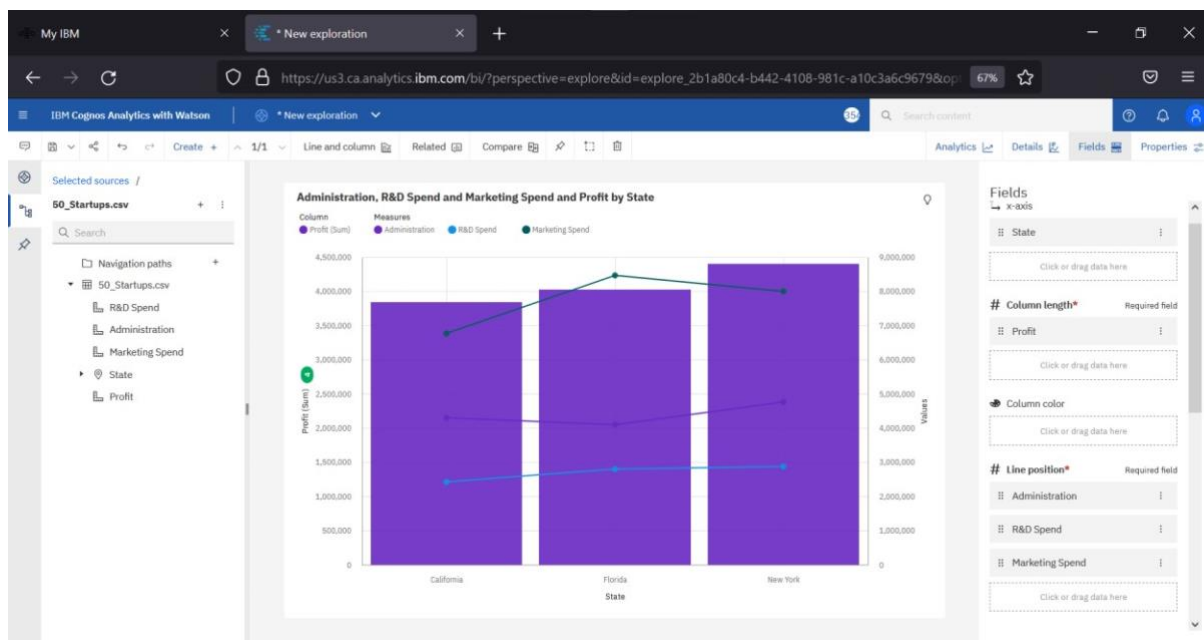 My IBM
* New exploration
https://us3.ca.analytics.ibm.com/bi/?perspective=explore&id=explore_2b1a80c4-b442-4108-981c-a10c3a6c9679&op
67%
IBM Cognos Analytics with Watson
* New exploration
Search content
Create +
1/1
Line and column
Related
Compare
Analytics
Details
Fields
Properties
Selected sources /
50_Startups.csv
Search
Navigation paths
50_Startups.csv
R&D Spend
Administration
Marketing Spend
State
Profit
Administration, R&D Spend and Marketing Spend and Profit by State
Column Measures
Profit (Sum) Administration R&D Spend Marketing Spend
4,500,000 9,000,000
4,000,000 8,000,000
3,500,000 7,000,000
3,000,000 6,000,000
2,500,000 5,000,000
2,000,000 4,000,000
1,500,000 3,000,000
1,000,000 2,000,000
500,000 1,000,000
0 0
Profit (Sum)
Values
California Florida New York
State
Fields
x-axis
State
Click or drag data here
# Column length* Required field
Profit
Click or drag data here
Column color
Click or drag data here
# Line position* Required field
Administration
R&D Spend
Marketing Spend
Click or drag data here